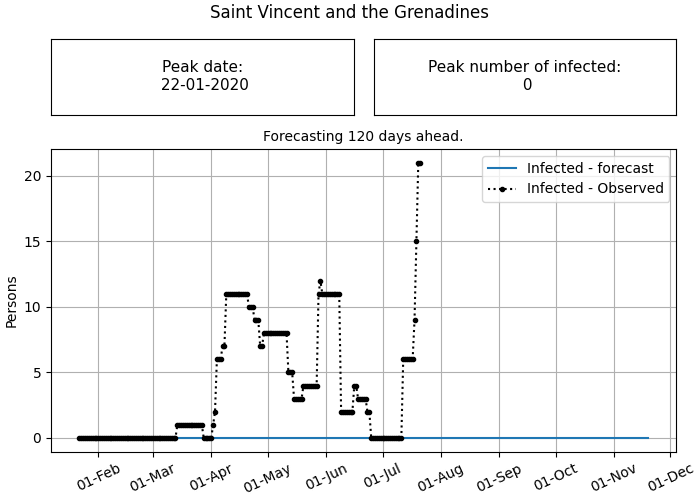 Saint Vincent and the Grenadines
Peak date:
22-01-2020
Peak number of infected:
0
Forecasting 120 days ahead.
Infected - forecast
Infected - Observed
Persons
20
15
10
5
0
01-Feb
01-Mar
01-Apr
01-May
01-Jun
01-Jul
01-Aug
01-Sep
01-Oct
01-Nov
01-Dec